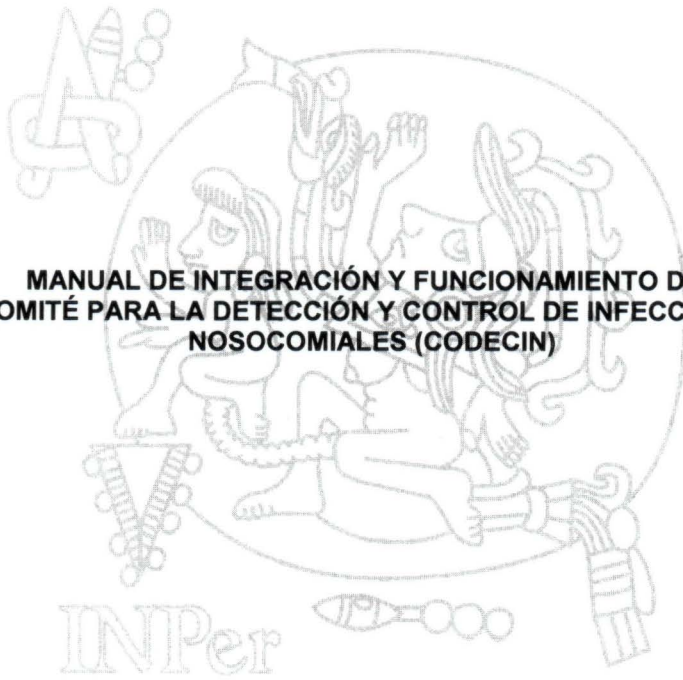 MANUAL DE INTEGRACIÓN Y FUNCIONAMIENTO D
OMITÉ PARA LA DETECCIÓN Y CONTROL DE INFECC
NOSOCOMIALES (CODECIN)
INPer